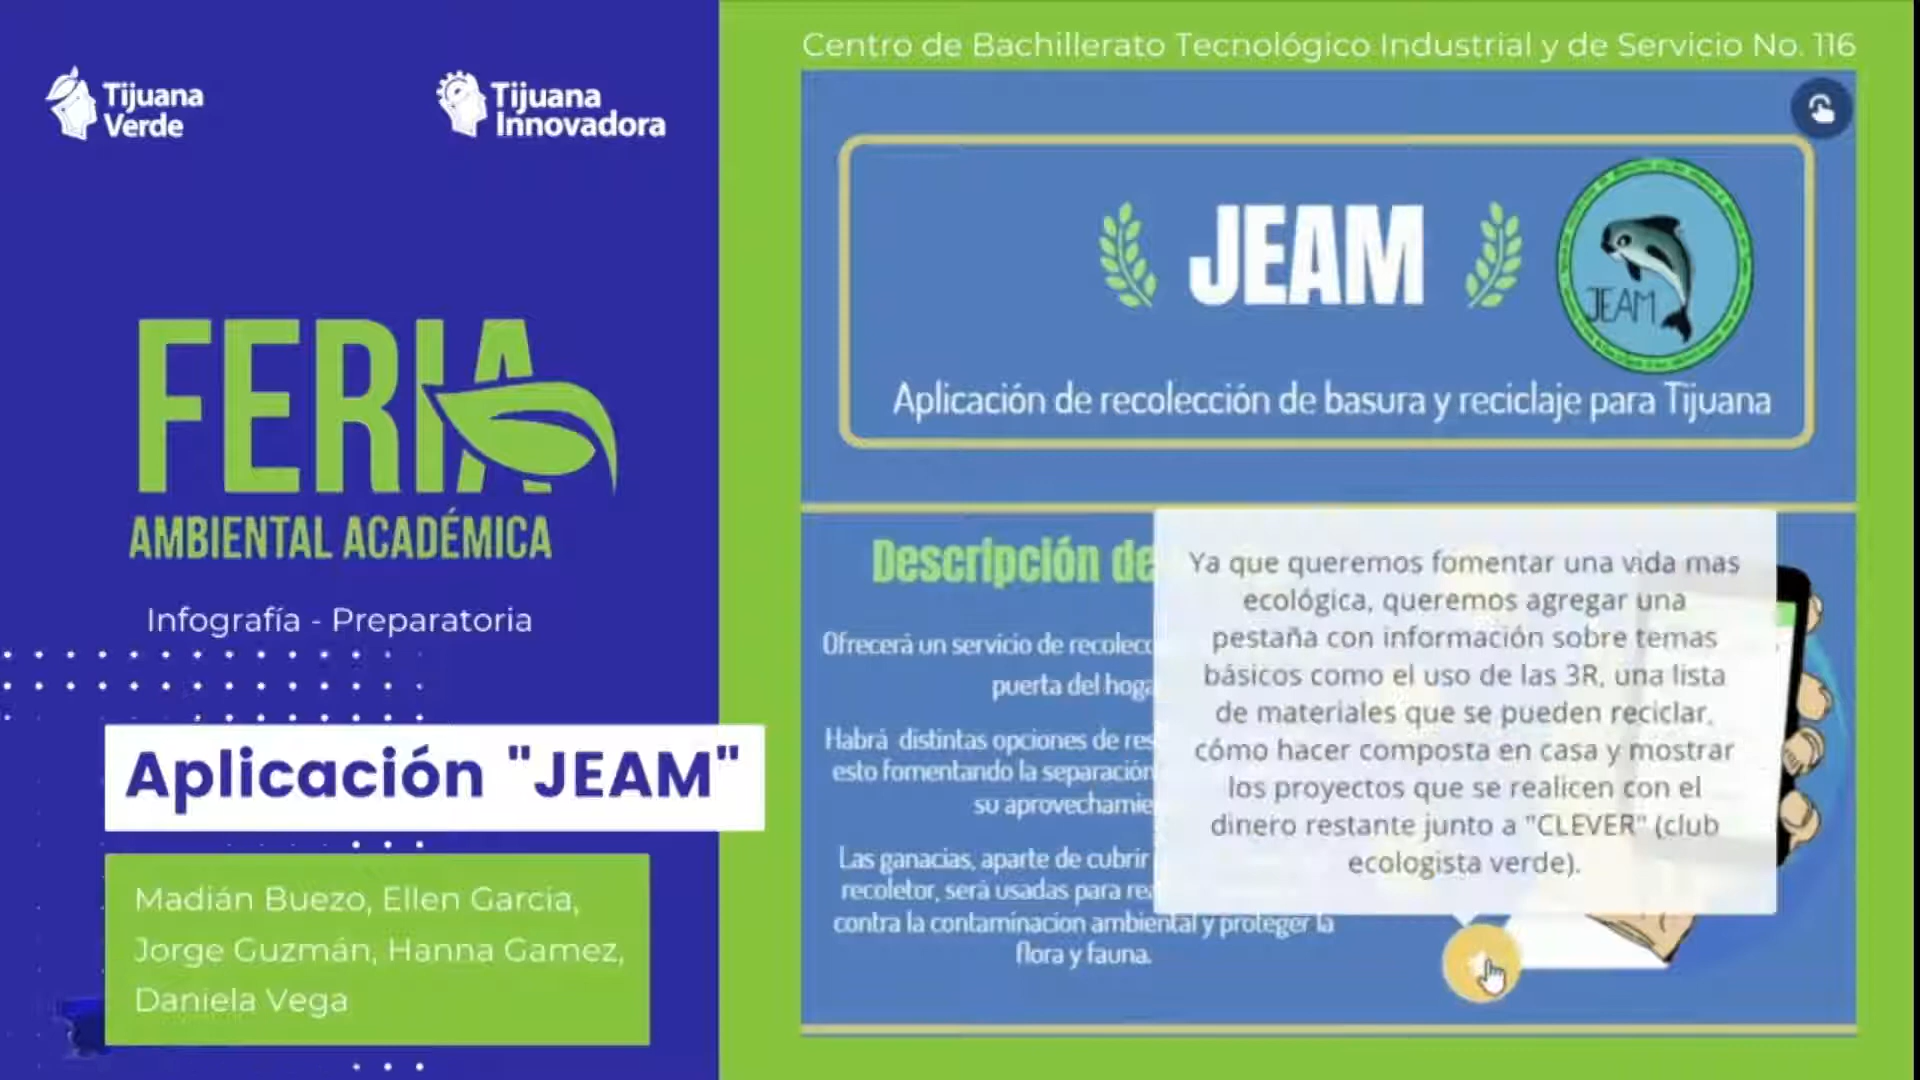 Tijuana
Verde
Tijuana
Innovadora
FERIA
AMBIENTAL ACADÉMICA
Infografía - Preparatoria
Aplicación "JEAM"
Madián Buezo, Ellen García,
Jorge Guzmán, Hanna Gamez,
Daniela Vega
Centro de Bachillerato Tecnológico Industrial y de Servicio No. 116
JEAM
JEAM
Aplicación de recolección de basura y reciclaje para Tijuana
Descripción de
Ofrecerá un servicio de
puerta del
Habrá distintas opciones de
esto fomentando la separación
su
Las ganacias, aparte de cubrir
recoletor, será usadas para
contra la contaminacion ambiental y proteger la
flora y fauna.
Ya que queremos fomentar una vida mas
ecológica, queremos agregar una
pestaña con información sobre temas
básicos como el uso de las 3R, una lista
de materiales que se pueden reciclar,
cómo hacer composta en casa y mostrar
los proyectos que se realicen con el
dinero restante junto a "CLEVER" (club
ecologista verde).